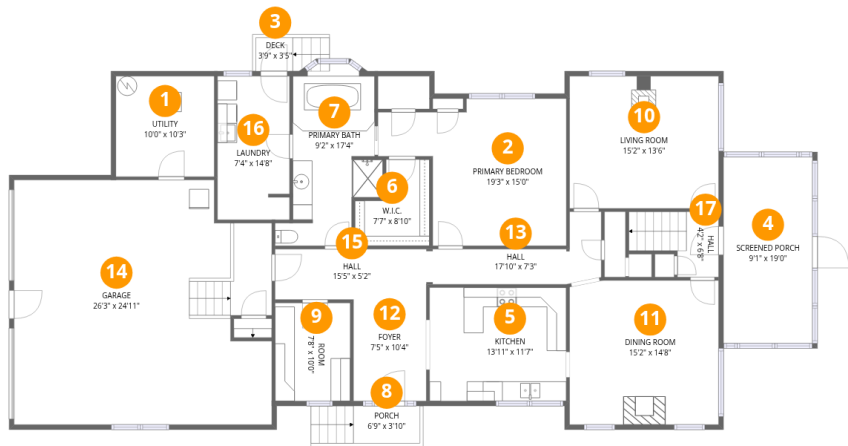 3
DECK
3'9" x 3'5"
1
UTILITY
10'0" x 10'3"
16
LAUNDRY
7'4" x 14'8"
7
PRIMARY BATH
9'2" x 17'4"
2
PRIMARY BEDROOM
19'3" x 15'0"
10
LIVING ROOM
15'2" x 13'6"
6
W.I.C.
7'7" x 8'10"
17
HALL
4'2" x 6'8"
4
SCREENED PORCH
9'1" x 19'0"
15
HALL
15'5" x 5'2"
13
HALL
17'10" x 7'3"
14
GARAGE
26'3" x 24'11"
9
ROOM
7'8" x 10'0"
12
FOYER
7'5" x 10'4"
5
KITCHEN
13'11" x 11'7"
11
DINING ROOM
15'2" x 14'8"
8
PORCH
6'9" x 3'10"